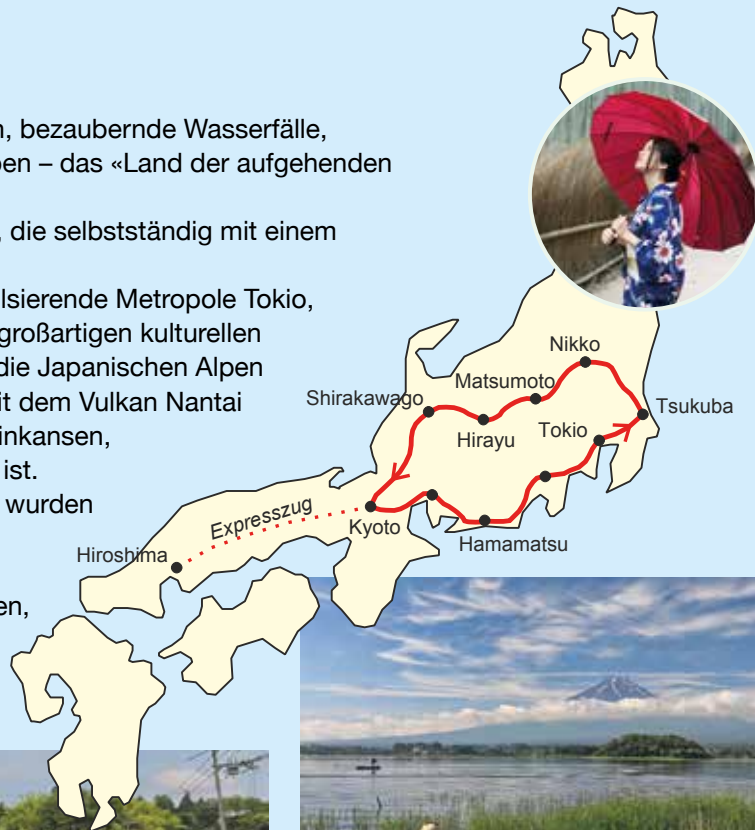 n, bezaubernde Wasserfälle,
en – das «Land der aufgehenden
, die selbstständig mit einem
lsierende Metropole Tokio,
großartigen kulturellen
die Japanischen Alpen
it dem Vulkan Nantai
inkansen,
ist.
wurden
en,
Nikko
Matsumoto
Shirakawago
Tsukuba
Hirayu
Tokio
Expresszug
Kyoto
Hamamatsu
Hiroshima